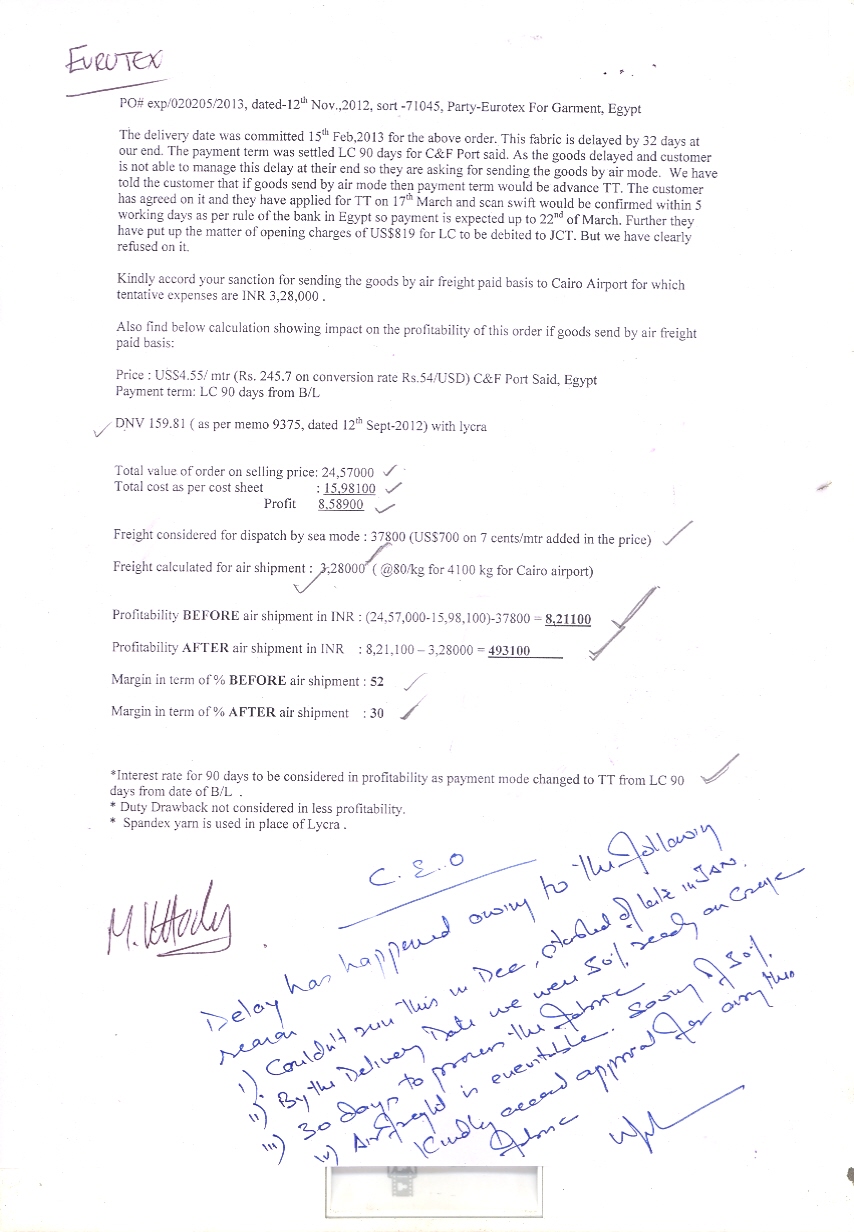 EUROTEX
PO# exp/020205/2013, dated-12th Nov.,2012, sort -71045, Party-Eurotex For Garment, Egypt
The delivery date was committed 15th Feb,2013 for the above order. This fabric is delayed by 32 days at
our end. The payment term was settled LC 90 days for C&F Port said. As the goods delayed and customer
is not able to manage this delay at their end so they are asking for sending the goods by air mode. We have
told the customer that if goods send by air mode then payment term would be advance TT. The customer
has agreed on it and they have applied for TT on 17th March and scan swift would be confirmed within 5
working days as per rule of the bank in Egypt so payment is expected up to 22nd of March. Further they
have put up the matter of opening charges of US$819 for LC to be debited to JCT. But we have clearly
refused on it.
Kindly accord your sanction for sending the goods by air freight paid basis to Cairo Airport for which
tentative expenses are INR 3,28,000 .
Also find below calculation showing impact on the profitability of this order if goods send by air freight
paid basis:
Price : US$4.55/ mtr (Rs. 245.7 on conversion rate Rs.54/USD) C&F Port Said, Egypt
Payment term: LC 90 days from B/L
DNV 159.81 ( as per memo 9375, dated 12th Sept-2012) with lycra
Total value of order on selling price: 24,57000
Total cost as per cost sheet : 15,98100
Profit 8,58900
Freight considered for dispatch by sea mode : 37800 (US$700 on 7 cents/mtr added in the price)
Freight calculated for air shipment : 3,28000 ( @80/kg for 4100 kg for Cairo airport)
Profitability BEFORE air shipment in INR : (24,57,000-15,98,100)-37800 = 8,21100
Profitability AFTER air shipment in INR : 8,21,100 – 3,28000 = 493100
Margin in term of % BEFORE air shipment : 52
Margin in term of % AFTER air shipment : 30
*Interest rate for 90 days to be considered in profitability as payment mode changed to TT from LC 90
days from date of B/L .
* Duty Drawback not considered in less profitability.
* Spandex yarn is used in place of Lycra .
C.E.O
Delay has happened owing to the following
reason
i) Couldn't run this in Dec, started of late in JAN.
ii) By the Delivery Date we were 50% ready on Greige
iii) 30 days to process the fabric
iv) Air freight is inevitable. Saving of 30%.
Kindly accord approval for airing this
fabric